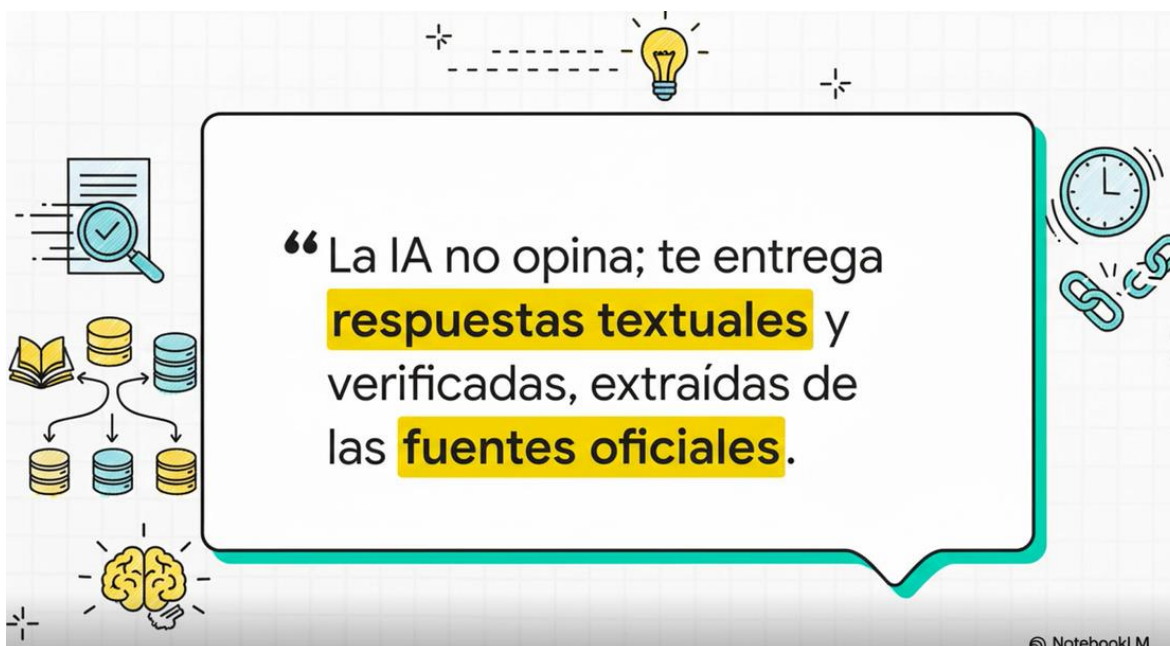 “ La IA no opina; te entrega
respuestas textuales y
verificadas, extraídas de
las fuentes oficiales.
NotebookLM